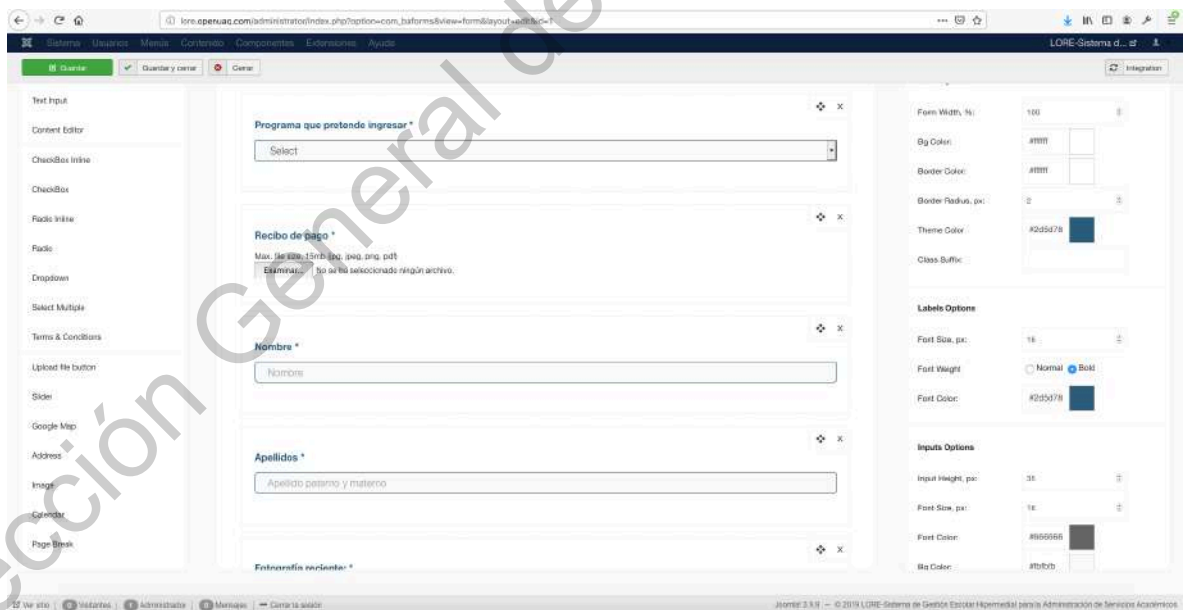 lore.openuac.com/administrator/index.php?option=com_baforms&view=form&layout=edit&id=1
Sistema Usuarios Menús Contenido Componentes Extensiones Ayuda
LORE-Sistema d...
Guardar Guardar y cerrar Cerrar Integration
Text Input
Content Editor
CheckBox Inline
CheckBox
Radio Inline
Radio
Dropdown
Select Multiple
Terms & Conditions
Upload file button
Slider
Google Map
Address
Image
Calendar
Page Break
Programa que pretende ingresar *
Select
Recibo de pago *
Max. file size: 15mb (jpg, jpeg, png, pdf)
Examinar... No se ha seleccionado ningún archivo.
Nombre *
Nombre
Apellidos *
Apellido paterno y materno
Fotografía reciente: *
Form Width, %: 100
Bg Color: #ffffff
Border Color: #ffffff
Border Radius, px: 2
Theme Color #2d5d78
Class Suffix:
Labels Options
Font Size, px: 16
Font Weight Normal Bold
Font Color: #2d5d78
Inputs Options
Input Height, px: 36
Font Size, px:
Font Color: #666666
Bg Color: #fbfbfb
Ver sitio Visitantes 1 Administrador Mensajes Cerrar la sesión
Joomla! 3.9.9 — © 2019 LORE-Sistema de Gestión Escolar Hipermedial para la Administración de Servicios Académicos
Dirección General de